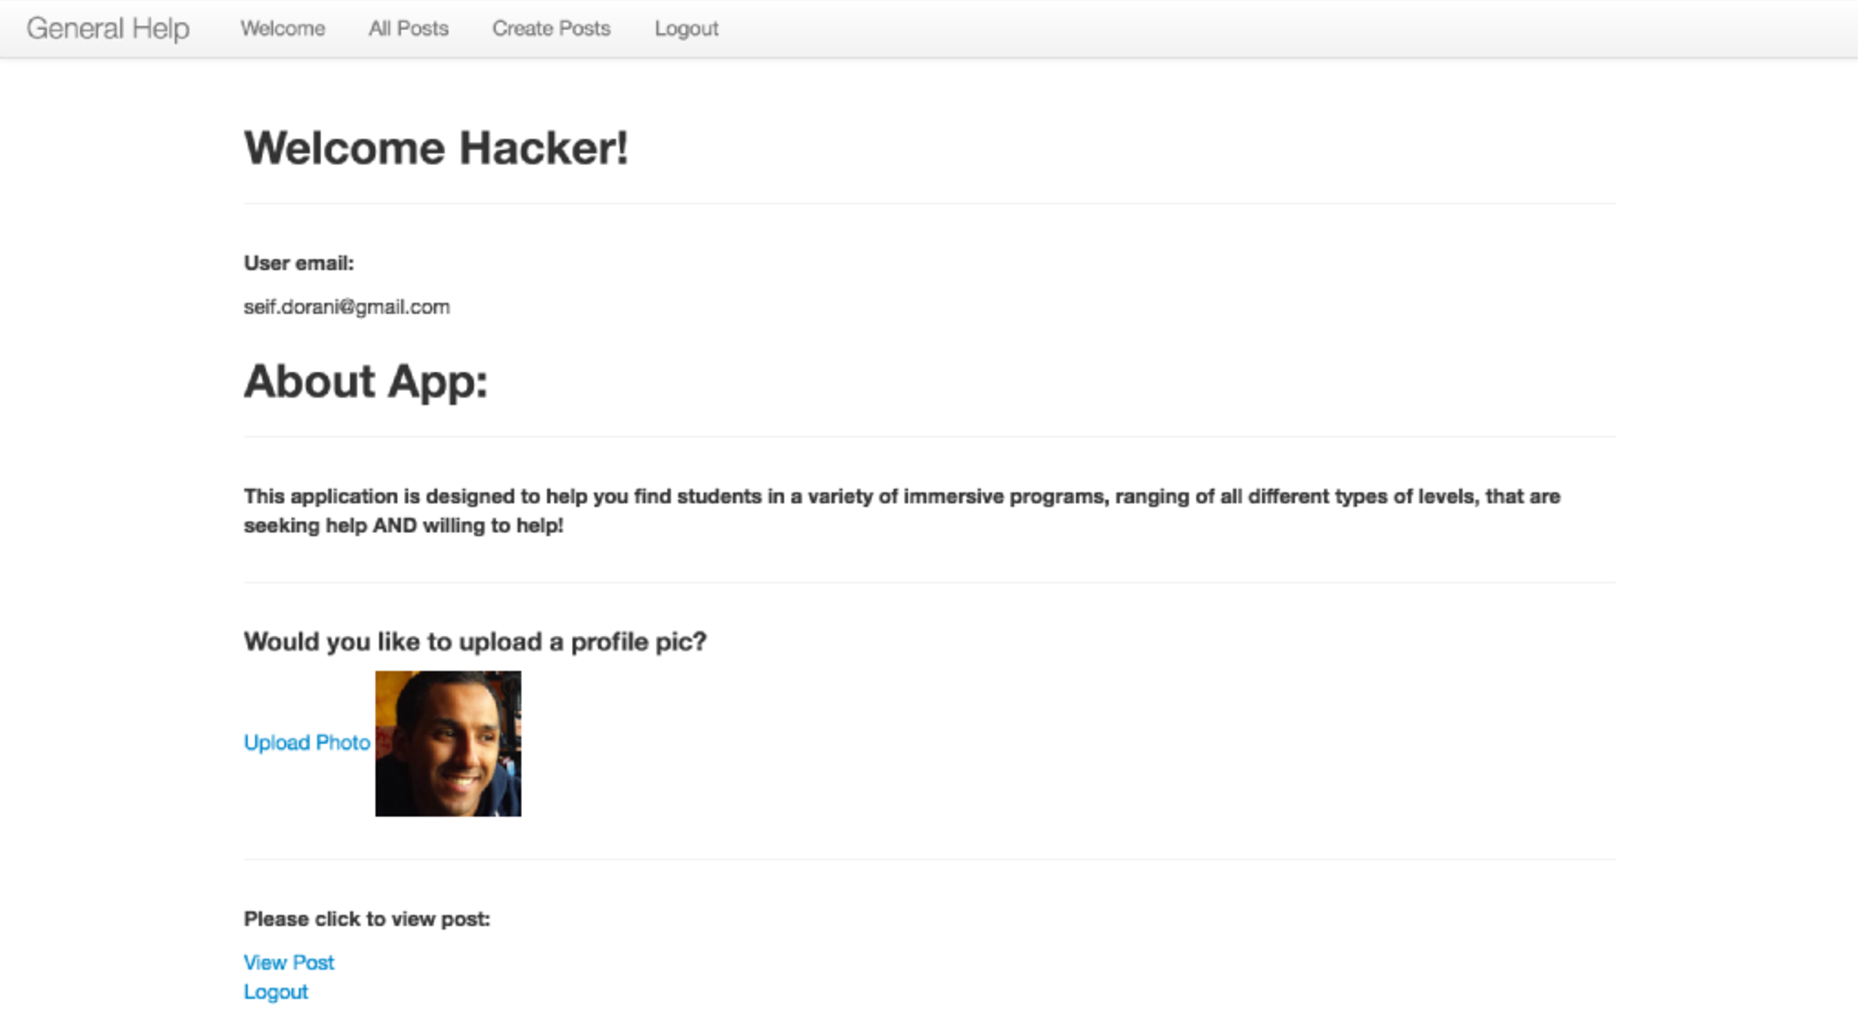 General Help Welcome All Posts Create Posts Logout
Welcome Hacker!
User email:
seif.dorani@gmail.com
About App:
This application is designed to help you find students in a variety of immersive programs, ranging of all different types of levels, that are
seeking help AND willing to help!
Would you like to upload a profile pic?
Upload Photo
Please click to view post:
View Post
Logout